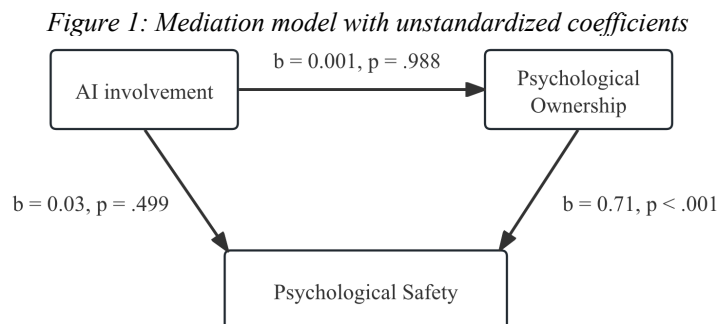 Figure 1: Mediation model with unstandardized coefficients
b = 0.001, p = .988
AI involvement
Psychological
Ownership
b = 0.03, p = .499
b = 0.71, p < .001
Psychological Safety